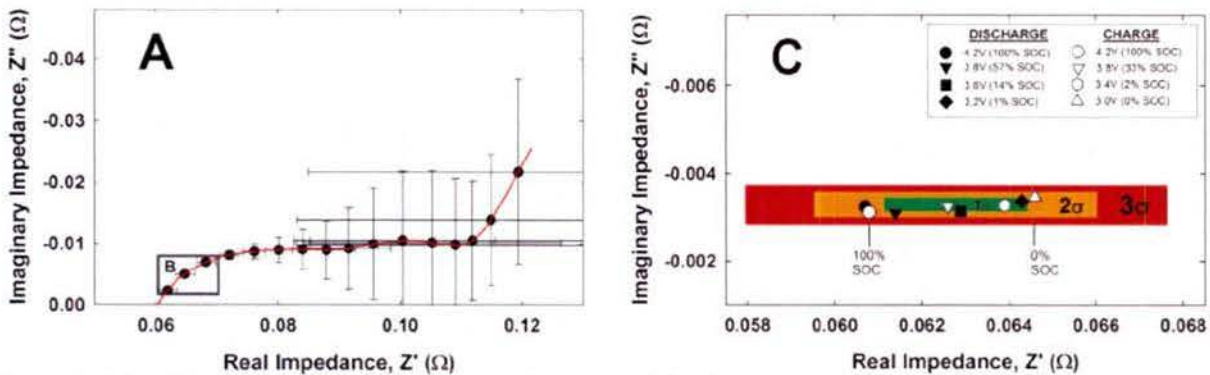 A
Imaginary Impedance, Z" (Ω)
-0.04
-0.03
-0.02
-0.01
0.00
B
0.06
0.08
0.10
0.12
Real Impedance, Z' (Ω)
C
Imaginary Impedance, Z" (Ω)
-0.006
-0.004
-0.002
DISCHARGE CHARGE
4.2V (100% SOC) 4.2V (100% SOC)
3.8V (57% SOC) 3.8V (33% SOC)
3.6V (14% SOC) 3.4V (2% SOC)
3.2V (1% SOC) 3.0V (0% SOC)
2σ
3σ
100%
SOC
0%
SOC
0.058 0.060 0.062 0.064 0.066 0.068
Real Impedance, Z' (Ω)